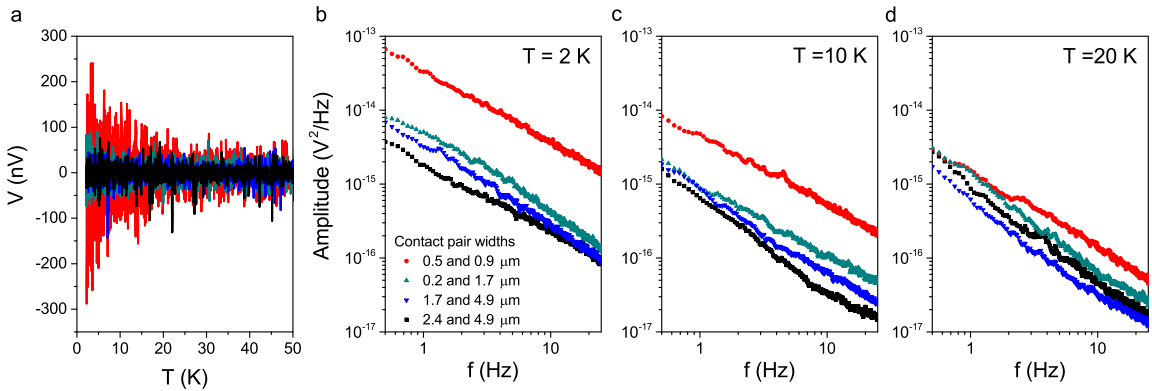 a
300
200
100
0
-100
-200
-300
V (nV)
0 10 20 30 40 50
T (K)
b
T = 2 K
10⁻¹³
10⁻¹⁴
10⁻¹⁵
10⁻¹⁶
10⁻¹⁷
Amplitude (V²/Hz)
Contact pair widths
0.5 and 0.9 μm
0.2 and 1.7 μm
1.7 and 4.9 μm
2.4 and 4.9 μm
1 10
f (Hz)
c
T =10 K
10⁻¹³
10⁻¹⁴
10⁻¹⁵
10⁻¹⁶
10⁻¹⁷
1 10
f (Hz)
d
T =20 K
10⁻¹³
10⁻¹⁴
10⁻¹⁵
10⁻¹⁶
10⁻¹⁷
1 10
f (Hz)